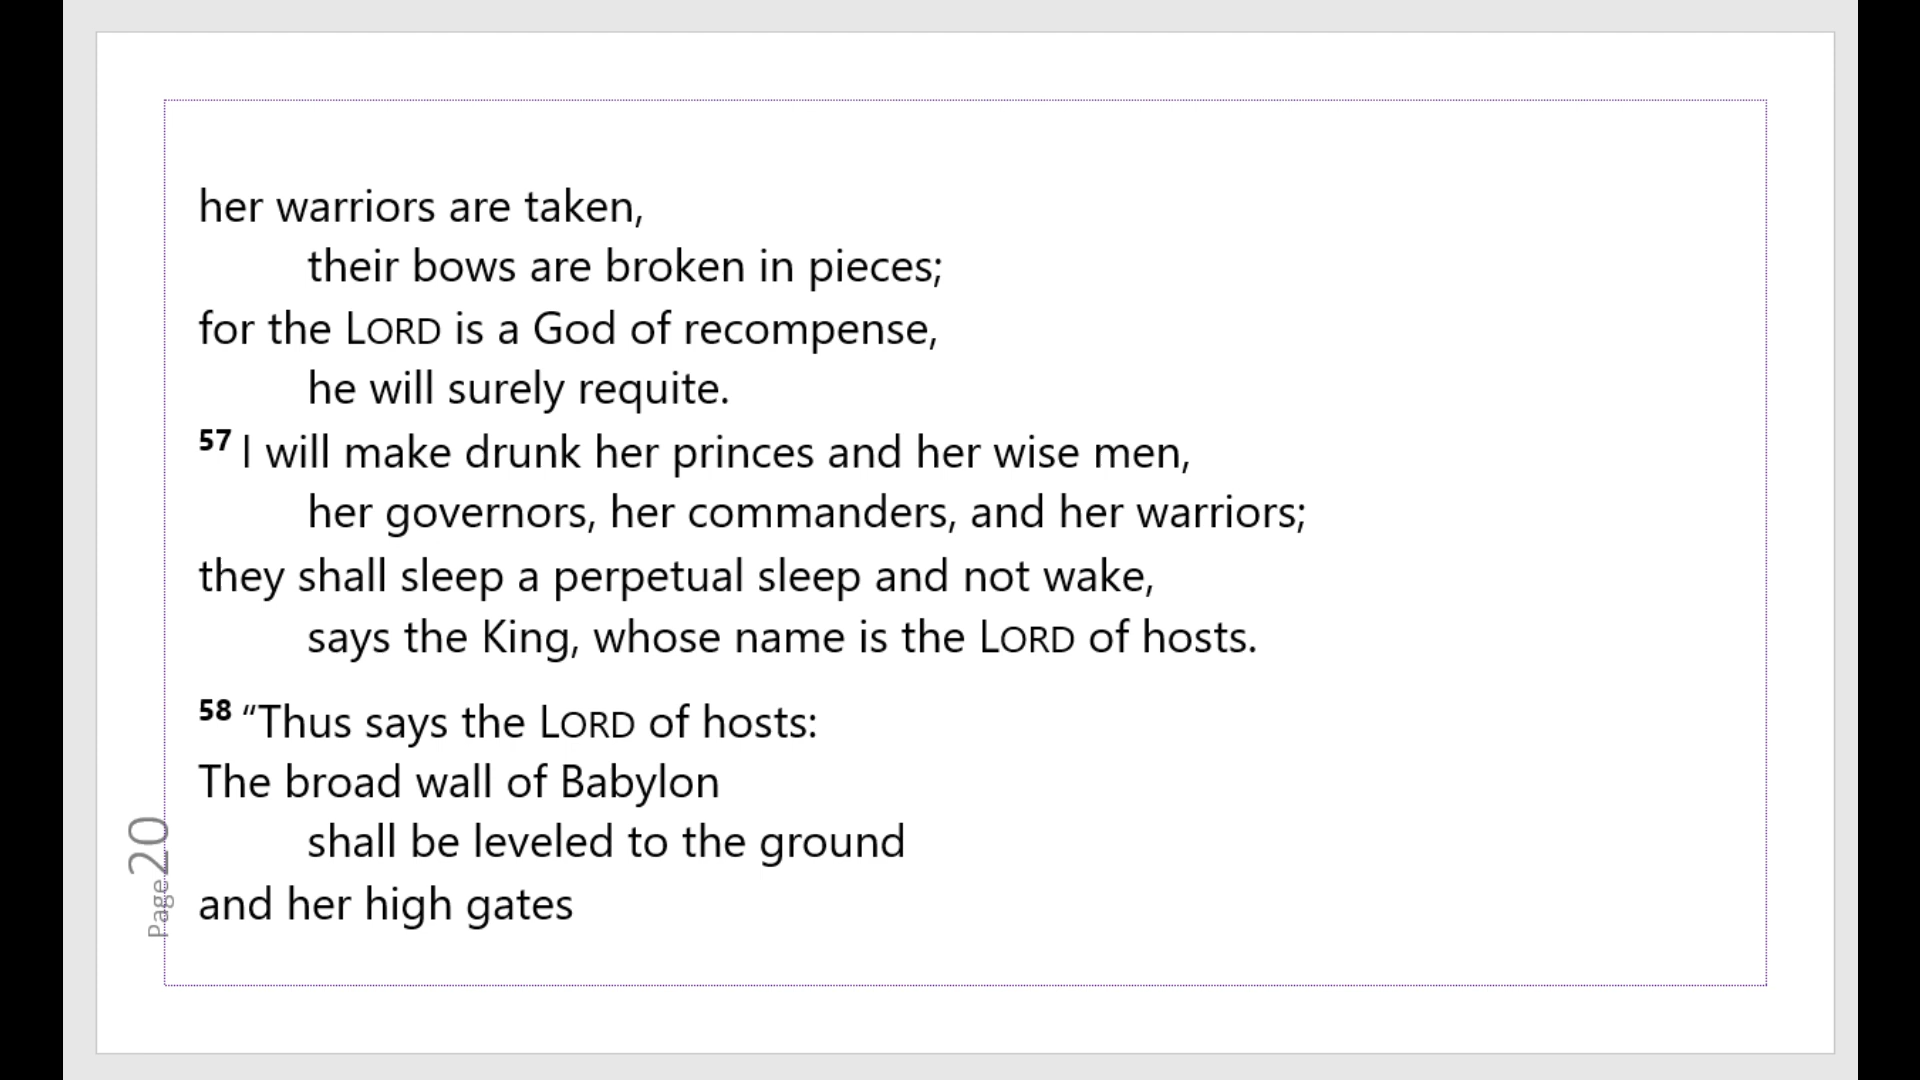 her warriors are taken,
their bows are broken in pieces;
for the LORD is a God of recompense,
he will surely requite.
57 I will make drunk her princes and her wise men,
her governors, her commanders, and her warriors;
they shall sleep a perpetual sleep and not wake,
says the King, whose name is the LORD of hosts.
58 “Thus says the LORD of hosts:
The broad wall of Babylon
shall be leveled to the ground
and her high gates
Page 20